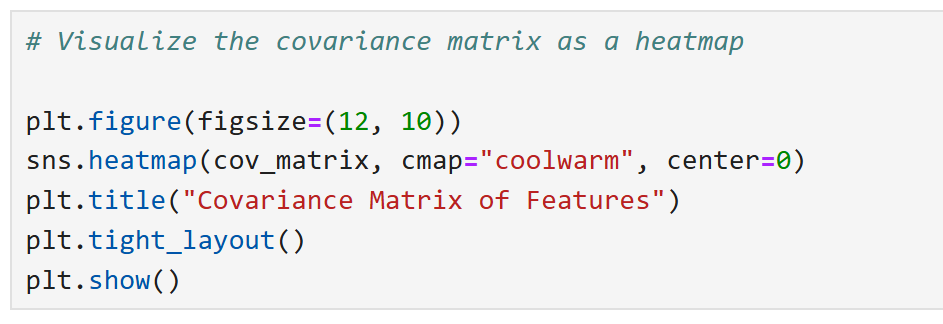 # Visualize the covariance matrix as a heatmap
plt.figure(figsize=(12, 10))
sns.heatmap(cov_matrix, cmap="coolwarm", center=0)
plt.title("Covariance Matrix of Features")
plt.tight_layout()
plt.show()